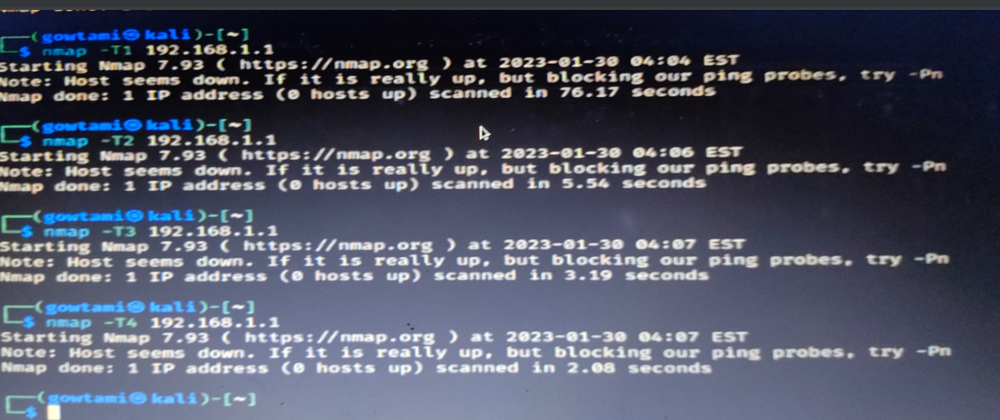 ┌──(gowtami㉿kali)-[~]
└─$ nmap -T1 192.168.1.1
Starting Nmap 7.93 ( https://nmap.org ) at 2023-01-30 04:04 EST
Note: Host seems down. If it is really up, but blocking our ping probes, try -Pn
Nmap done: 1 IP address (0 hosts up) scanned in 76.17 seconds
┌──(gowtami㉿kali)-[~]
└─$ nmap -T2 192.168.1.1
Starting Nmap 7.93 ( https://nmap.org ) at 2023-01-30 04:06 EST
Note: Host seems down. If it is really up, but blocking our ping probes, try -Pn
Nmap done: 1 IP address (0 hosts up) scanned in 5.54 seconds
┌──(gowtami㉿kali)-[~]
└─$ nmap -T3 192.168.1.1
Starting Nmap 7.93 ( https://nmap.org ) at 2023-01-30 04:07 EST
Note: Host seems down. If it is really up, but blocking our ping probes, try -Pn
Nmap done: 1 IP address (0 hosts up) scanned in 3.19 seconds
┌──(gowtami㉿kali)-[~]
└─$ nmap -T4 192.168.1.1
Starting Nmap 7.93 ( https://nmap.org ) at 2023-01-30 04:07 EST
Note: Host seems down. If it is really up, but blocking our ping probes, try -Pn
Nmap done: 1 IP address (0 hosts up) scanned in 2.08 seconds
┌──(gowtami㉿kali)-[~]
└─$